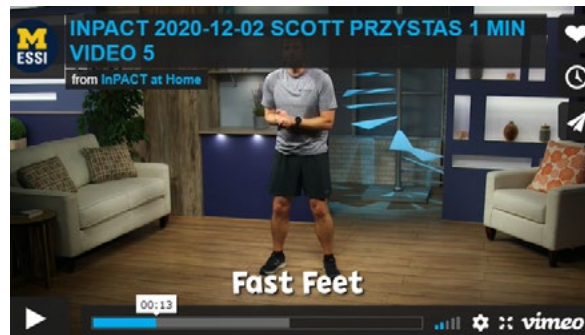 M
ESSI
INPACT 2020-12-02 SCOTT PRZYSTAS 1 MIN
VIDEO 5
from InPACT at Home
Fast Feet
00:13
vimeo